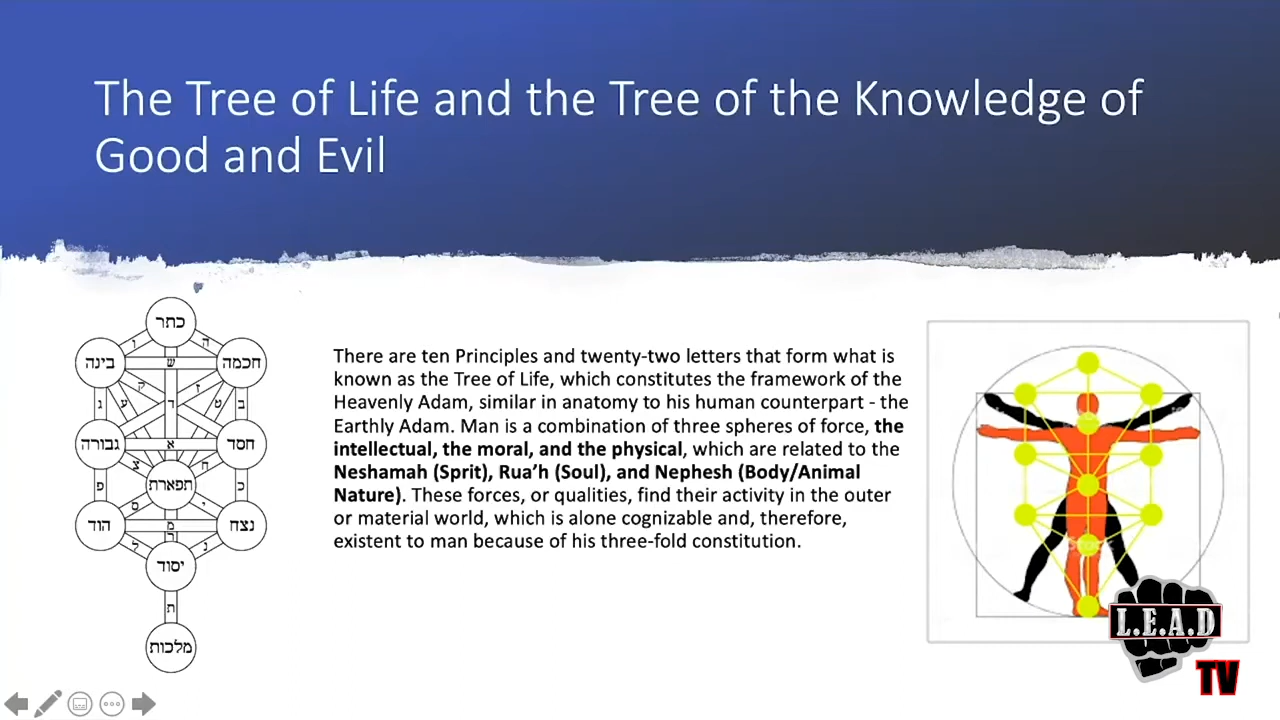 The Tree of Life and the Tree of the Knowledge of
Good and Evil
כתר
ו
ה
בינה
ש
חכמה
ק
ז
ג
ע
ר
ט
ב
גבורה
א
חסד
צ
ח
פ
תפארת
כ
ס
י
הוד
מ
נצח
ל
ר
נ
יסוד
ת
מלכות
There are ten Principles and twenty-two letters that form what is
known as the Tree of Life, which constitutes the framework of the
Heavenly Adam, similar in anatomy to his human counterpart - the
Earthly Adam. Man is a combination of three spheres of force, the
intellectual, the moral, and the physical, which are related to the
Neshamah (Sprit), Rua’h (Soul), and Nephesh (Body/Animal
Nature). These forces, or qualities, find their activity in the outer
or material world, which is alone cognizable and, therefore,
existent to man because of his three-fold constitution.
L.E.A.D
TV